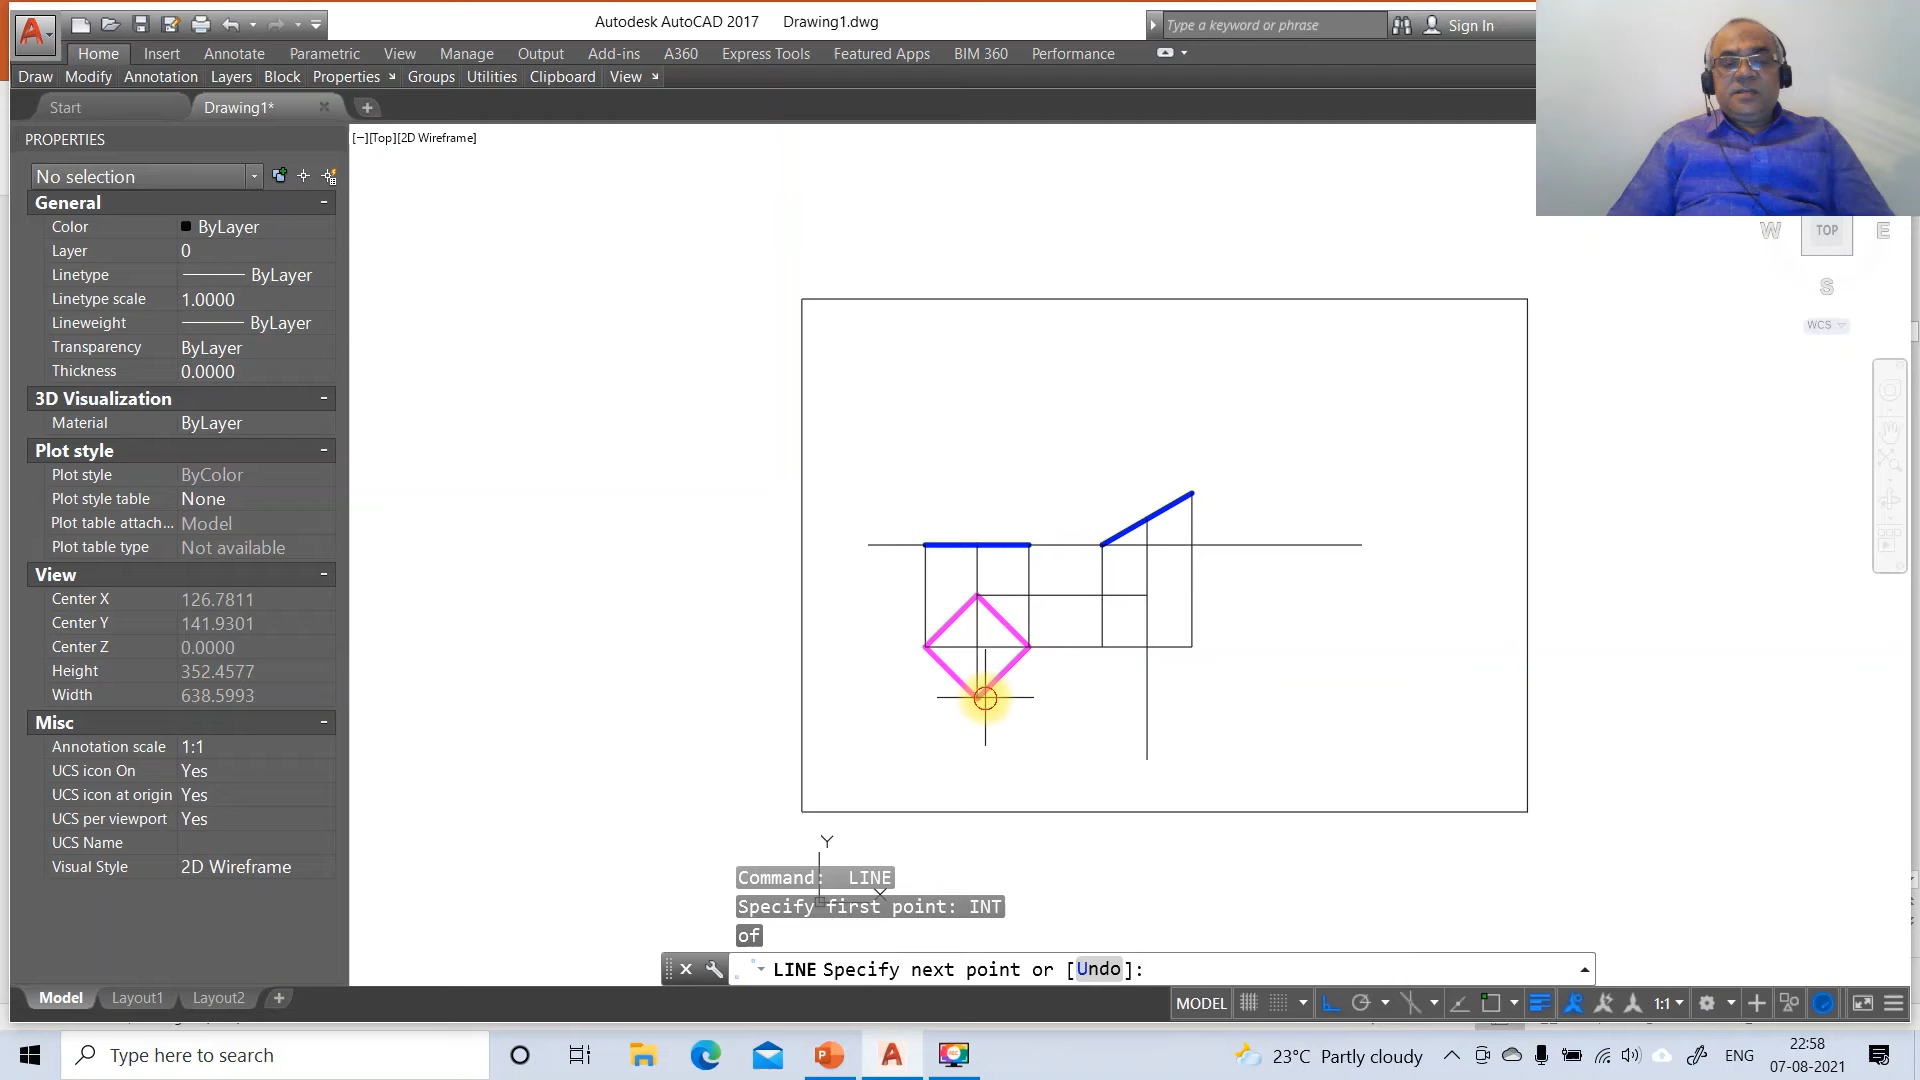 Autodesk AutoCAD 2017 Drawing1.dwg
Type a keyword or phrase
Sign In
Home Insert Annotate Parametric View Manage Output Add-ins A360 Express Tools Featured Apps BIM 360 Performance
Draw Modify Annotation Layers Block Properties Groups Utilities Clipboard View
Start Drawing1*
PROPERTIES
[−][Top][2D Wireframe]
No selection
General
Color ByLayer
Layer 0
Linetype ByLayer
Linetype scale 1.0000
Lineweight ByLayer
Transparency ByLayer
Thickness 0.0000
3D Visualization
Material ByLayer
Plot style
Plot style ByColor
Plot style table None
Plot table attach... Model
Plot table type Not available
View
Center X 126.7811
Center Y 141.9301
Center Z 0.0000
Height 352.4577
Width 638.5993
Misc
Annotation scale 1:1
UCS icon On Yes
UCS icon at origin Yes
UCS per viewport Yes
UCS Name
Visual Style 2D Wireframe
W TOP E
S
WCS
Y
X
Command: LINE
Specify first point: INT
of
LINE Specify next point or [Undo]:
Model Layout1 Layout2
MODEL 1:1
Type here to search
23°C Partly cloudy
ENG
22:58
07-08-2021